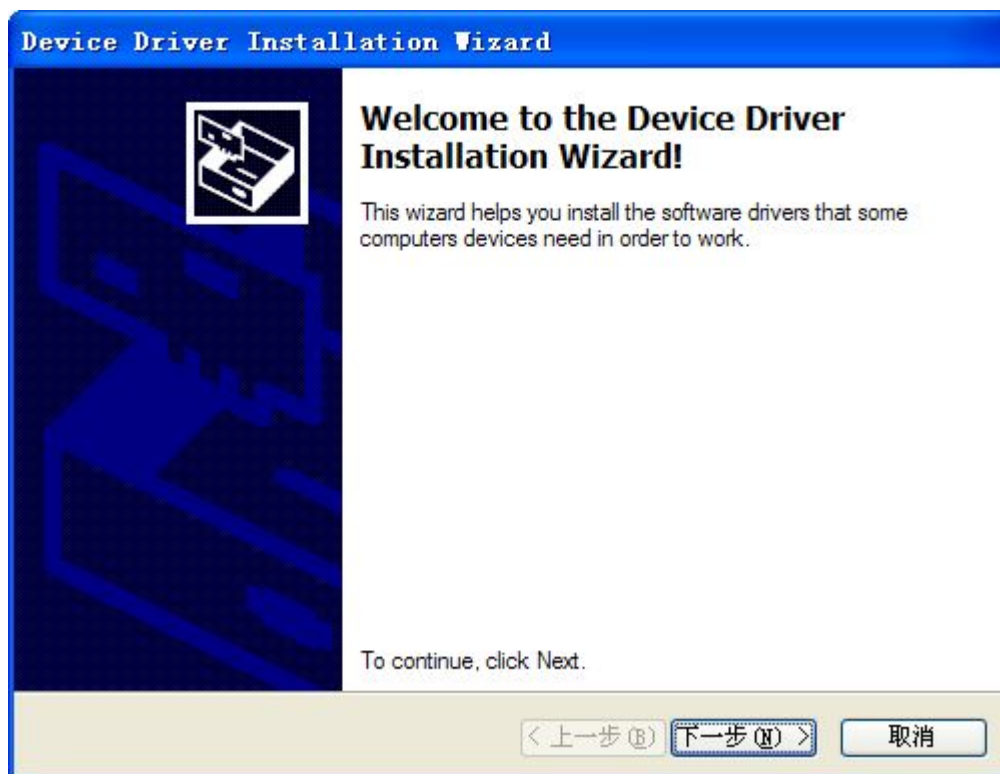 Device Driver Installation Wizard
Welcome to the Device Driver
Installation Wizard!
This wizard helps you install the software drivers that some
computers devices need in order to work.
To continue, click Next.
< 上一步(B) 下一步(N) > 取消